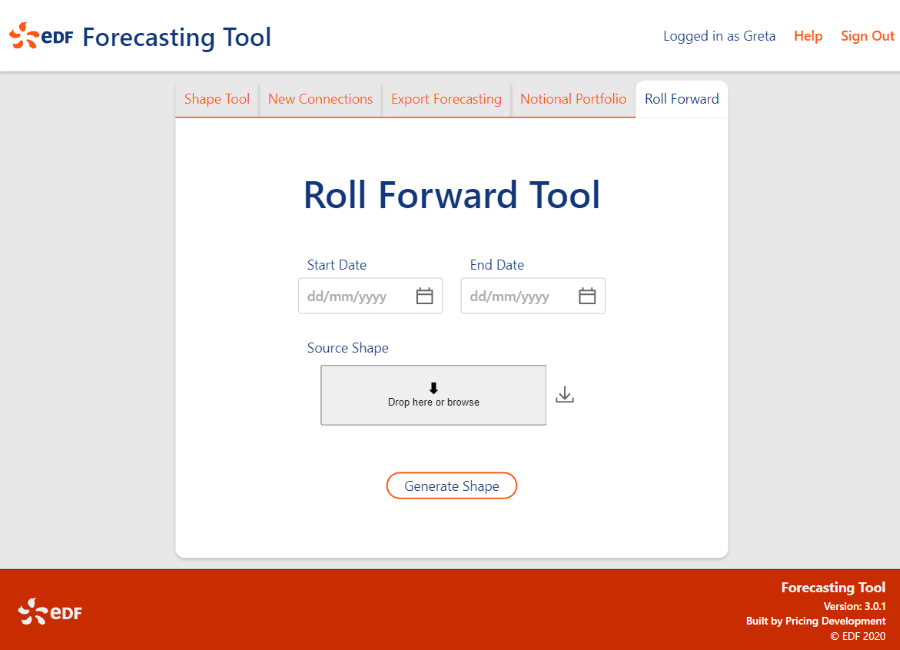 eDF Forecasting Tool
Logged in as Greta Help Sign Out
Shape Tool New Connections Export Forecasting Notional Portfolio Roll Forward
Roll Forward Tool
Start Date End Date
dd/mm/yyyy dd/mm/yyyy
Source Shape
Drop here or browse
Generate Shape
eDF
Forecasting Tool
Version: 3.0.1
Built by Pricing Development
© EDF 2020